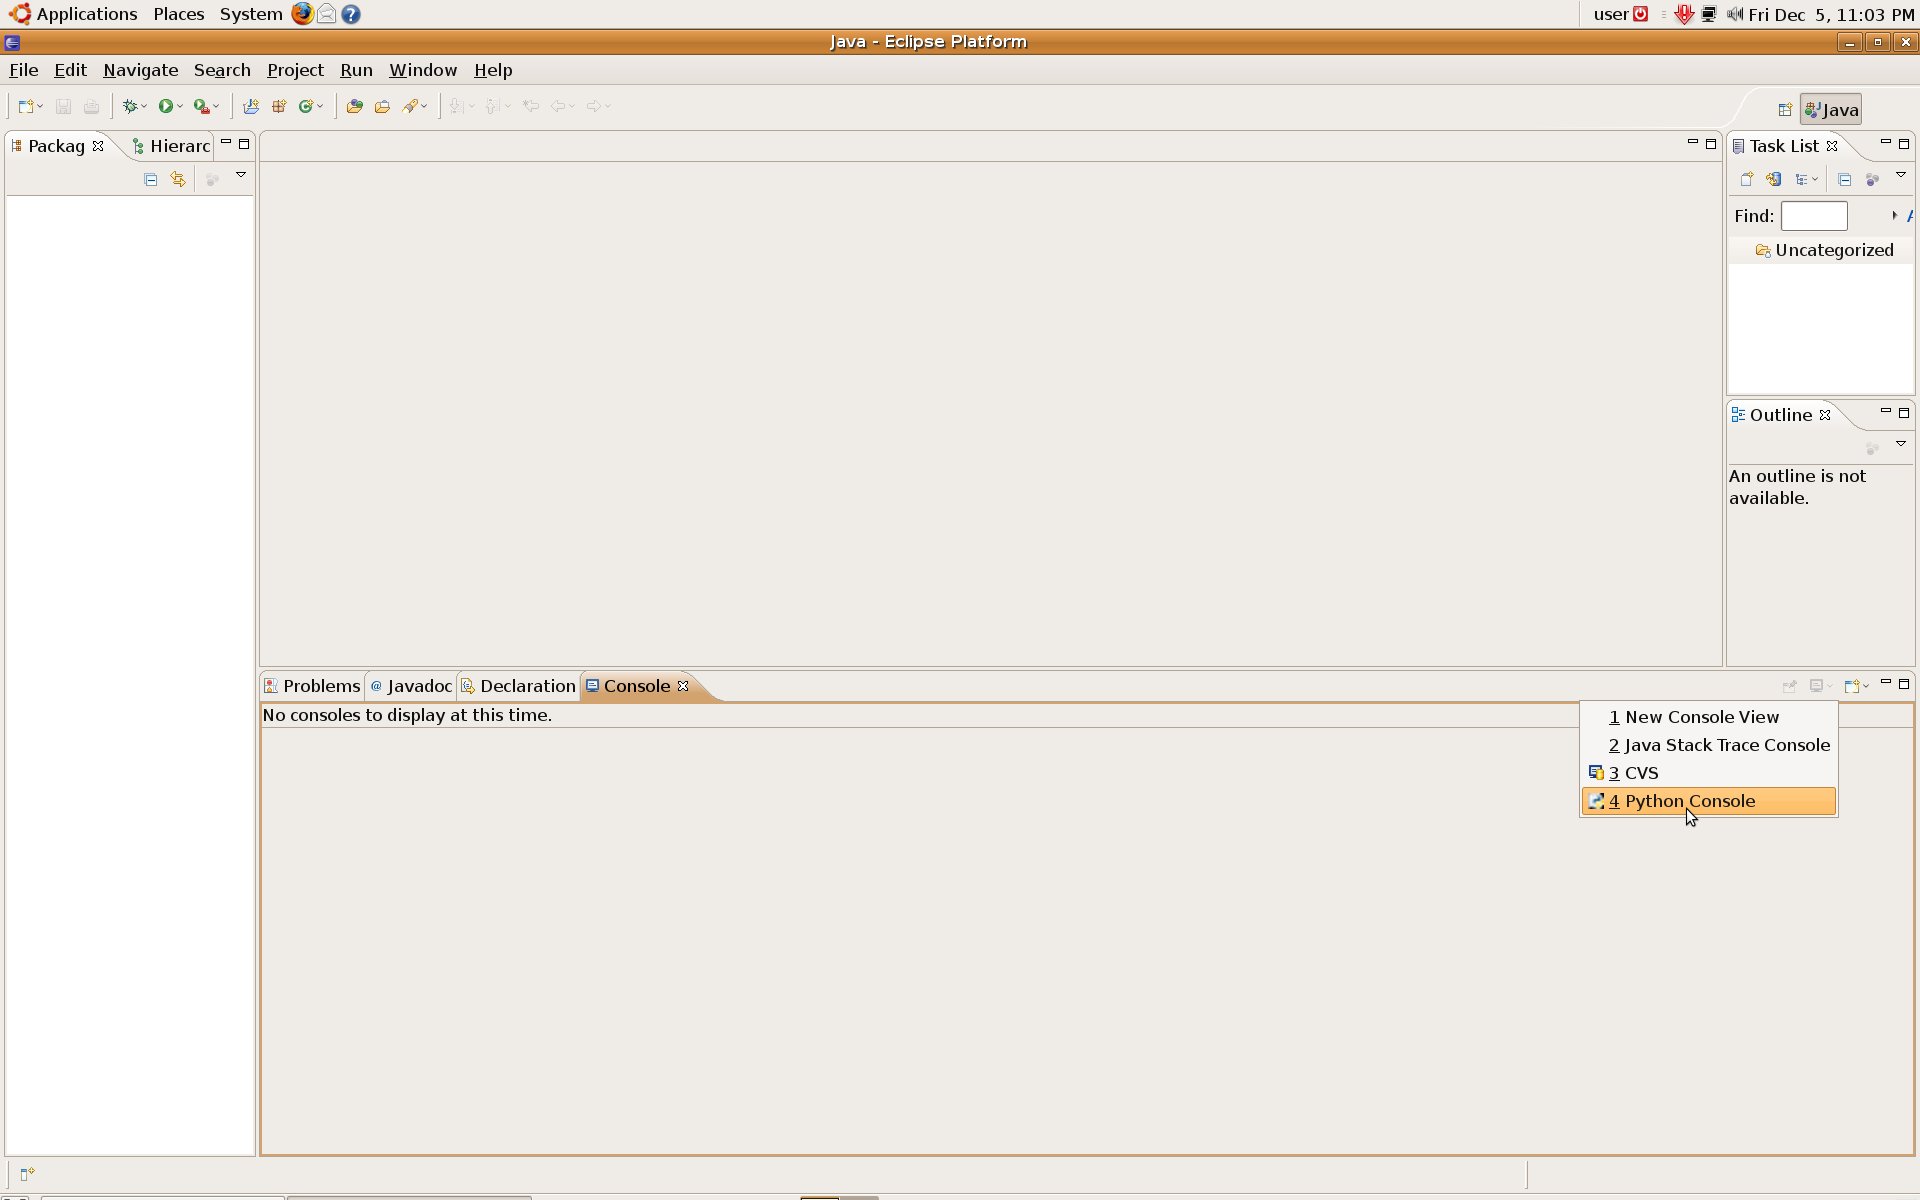 Applications Places System user Fri Dec 5, 11:03 PM
Java - Eclipse Platform
File Edit Navigate Search Project Run Window Help
Java
Packag Hierarc
Task List
Find:
Uncategorized
Outline
An outline is not
available.
Problems @ Javadoc Declaration Console
No consoles to display at this time.
1 New Console View
2 Java Stack Trace Console
3 CVS
4 Python Console